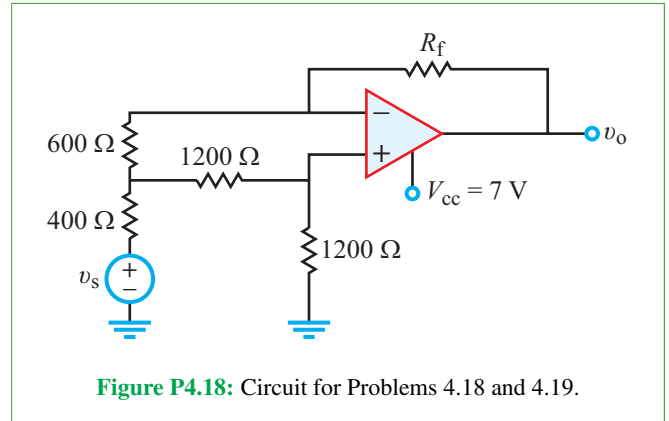 Rf
−
600 Ω
υo
1200 Ω
+
Vcc = 7 V
400 Ω
1200 Ω
υs
+
−
Figure P4.18: Circuit for Problems 4.18 and 4.19.